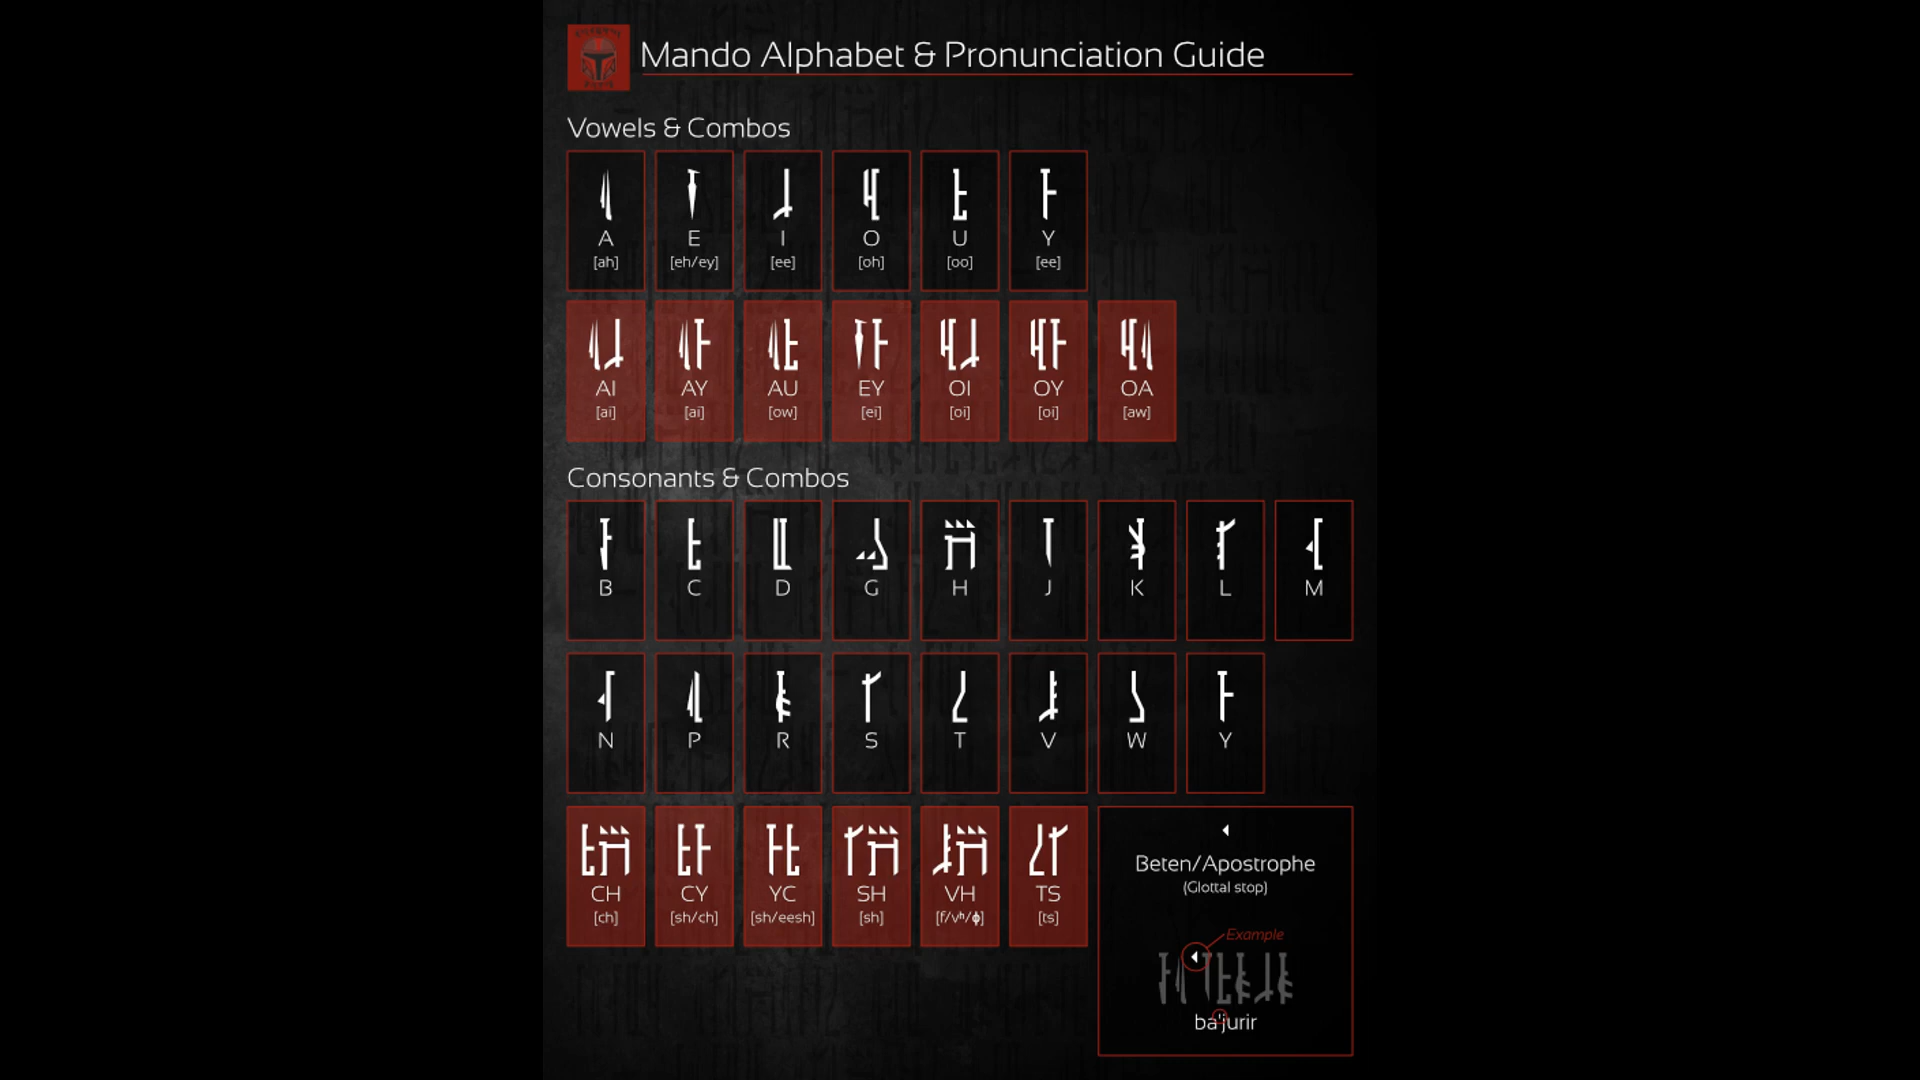 Mando Alphabet & Pronunciation Guide
Vowels & Combos
A E I O U Y
[ah] [eh/ey] [ee] [oh] [oo] [ee]
AI AY AU EY OI OY OA
[ai] [ai] [ow] [ei] [oi] [oi] [aw]
Consonants & Combos
B C D G H J K L M
N P R S T V W Y
CH CY YC SH VH TS
[ch] [sh/ch] [sh/eesh] [sh] [f/vʰ/ɸ] [ts]
Beten/Apostrophe
(Glottal stop)
Example
ba'jurir